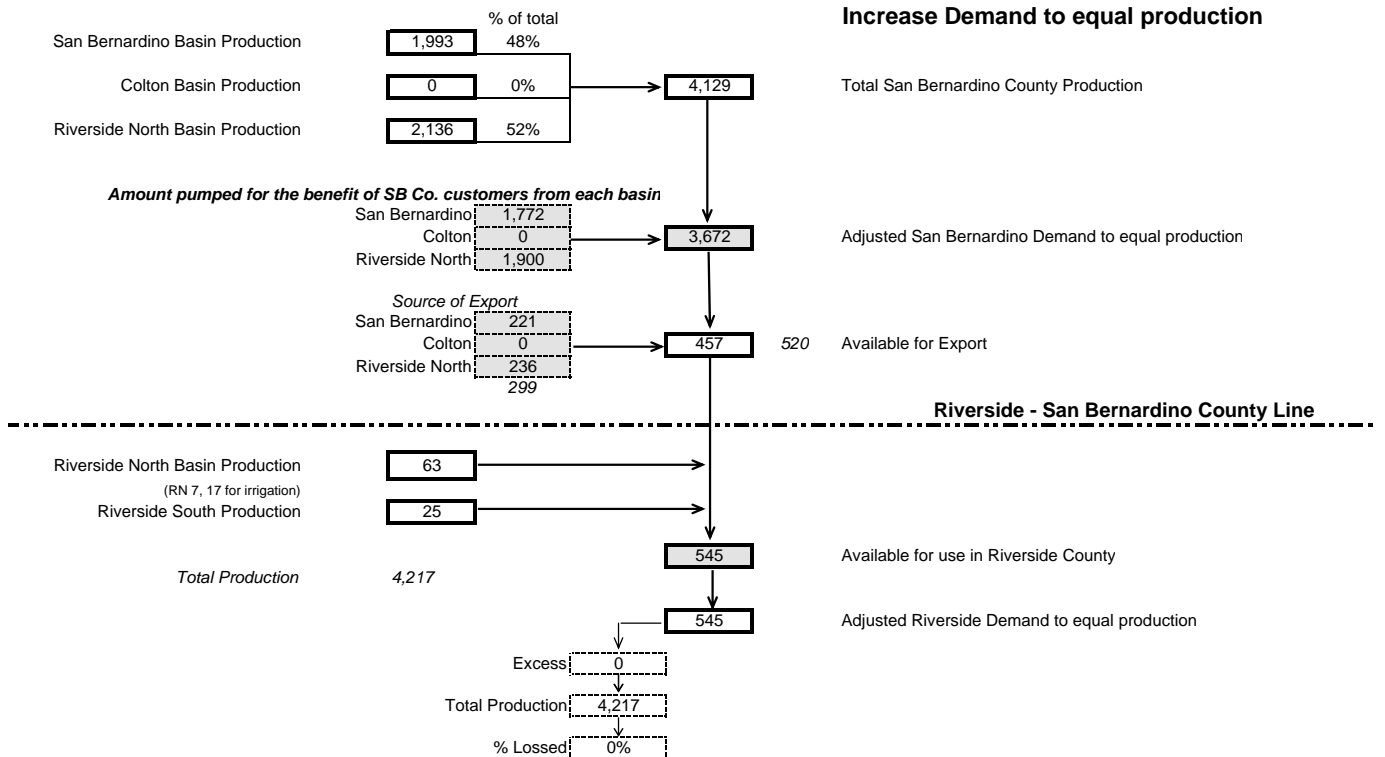 % of total
Increase Demand to equal production
San Bernardino Basin Production 1,993 48%
Colton Basin Production 0 0% 4,129 Total San Bernardino County Production
Riverside North Basin Production 2,136 52%
Amount pumped for the benefit of SB Co. customers from each basin
San Bernardino 1,772
Colton 0 3,672 Adjusted San Bernardino Demand to equal production
Riverside North 1,900
Source of Export
San Bernardino 221
Colton 0 457 520 Available for Export
Riverside North 236
299
Riverside - San Bernardino County Line
Riverside North Basin Production 63
(RN 7, 17 for irrigation)
Riverside South Production 25
545 Available for use in Riverside County
Total Production 4,217
545 Adjusted Riverside Demand to equal production
Excess 0
Total Production 4,217
% Lossed 0%